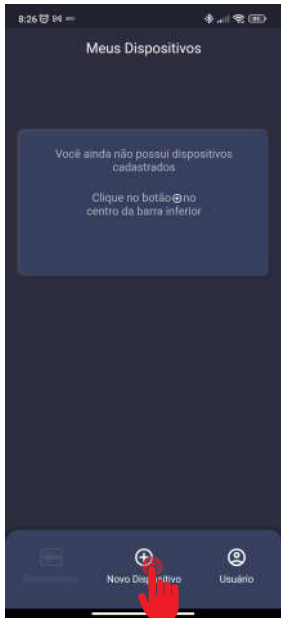 8:26
Meus Dispositivos
Você ainda não possui dispositivos
cadastrados
Clique no botão⊕no
centro da barra inferior
Novo Dispositivo
Usuário